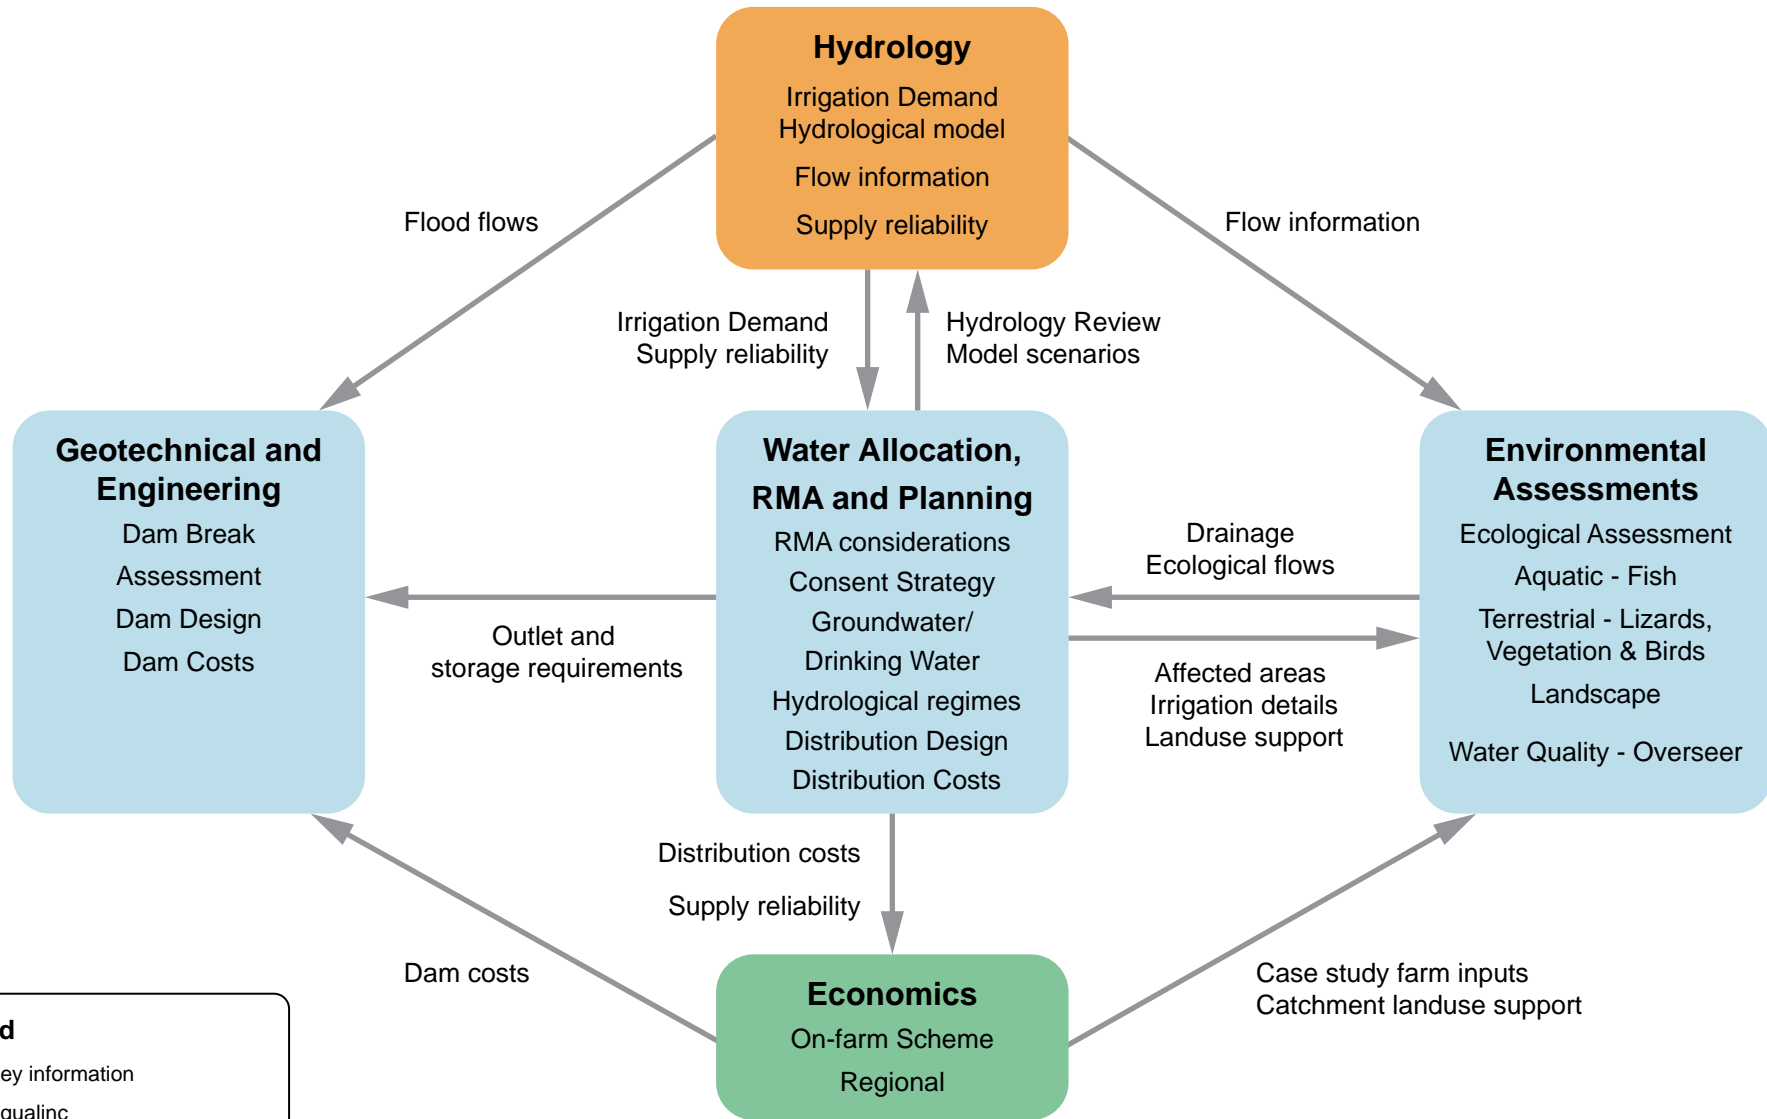 Hydrology
Irrigation Demand
Hydrological model
Flow information
Supply reliability
Flood flows
Flow information
Irrigation Demand
Supply reliability
Hydrology Review
Model scenarios
Geotechnical and
Engineering
Dam Break
Assessment
Dam Design
Dam Costs
Water Allocation,
RMA and Planning
RMA considerations
Consent Strategy
Groundwater/
Drinking Water
Hydrological regimes
Distribution Design
Distribution Costs
Environmental
Assessments
Ecological Assessment
Aquatic - Fish
Terrestrial - Lizards,
Vegetation & Birds
Landscape
Water Quality - Overseer
Outlet and
storage requirements
Drainage
Ecological flows
Affected areas
Irrigation details
Landuse support
Distribution costs
Supply reliability
Dam costs
Case study farm inputs
Catchment landuse support
Economics
On-farm Scheme
Regional
information